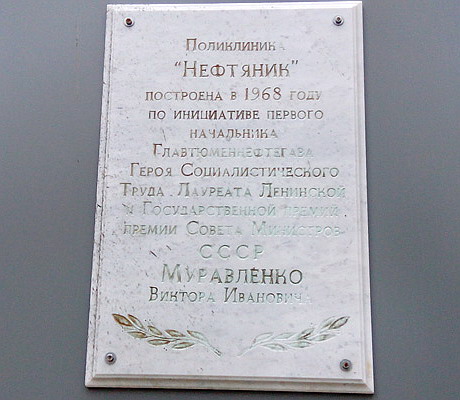 Поликлиника
"Нефтяник"
построена в 1968 году
по инициативе первого
начальника
Главтюменнефтегаза
Героя Социалистического
Труда, Лауреата Ленинской
и Государственной премий,
премии Совета Министров
СССР
Муравленко
Виктора Ивановича